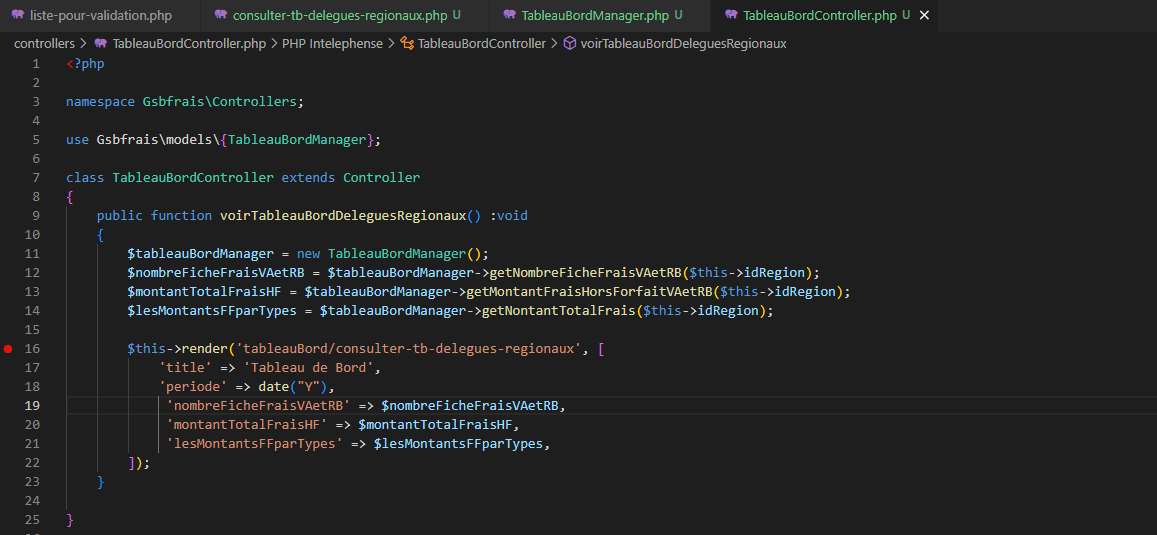 liste-pour-validation.php consulter-tb-delegues-regionaux.php U TableauBordManager.php U TableauBordController.php U
controllers > TableauBordController.php > PHP Intelephense > TableauBordController > voirTableauBordDeleguesRegionaux
1 <?php
2
3 namespace Gsbfrais\Controllers;
4
5 use Gsbfrais\models\{TableauBordManager};
6
7 class TableauBordController extends Controller
8 {
9 public function voirTableauBordDeleguesRegionaux() :void
10 {
11 $tableauBordManager = new TableauBordManager();
12 $nombreFicheFraisVAetRB = $tableauBordManager->getNombreFicheFraisVAetRB($this->idRegion);
13 $montantTotalFraisHF = $tableauBordManager->getMontantFraisHorsForfaitVAetRB($this->idRegion);
14 $lesMontantsFFparTypes = $tableauBordManager->getNontantTotalFrais($this->idRegion);
15
16 $this->render('tableauBord/consulter-tb-delegues-regionaux', [
17 'title' => 'Tableau de Bord',
18 'periode' => date("Y"),
19 'nombreFicheFraisVAetRB' => $nombreFicheFraisVAetRB,
20 'montantTotalFraisHF' => $montantTotalFraisHF,
21 'lesMontantsFFparTypes' => $lesMontantsFFparTypes,
22 ]);
23 }
24
25 }